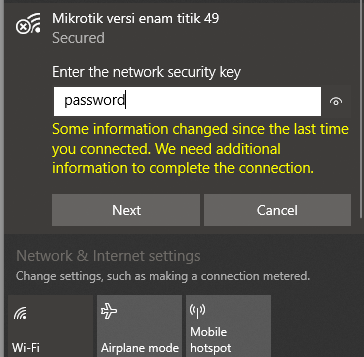 Mikrotik versi enam titik 49
Secured
Enter the network security key
password
Some information changed since the last time
you connected. We need additional
information to complete the connection.
Next
Cancel
Network & Internet settings
Change settings, such as making a connection metered.
Wi-Fi
Airplane mode
Mobile
hotspot